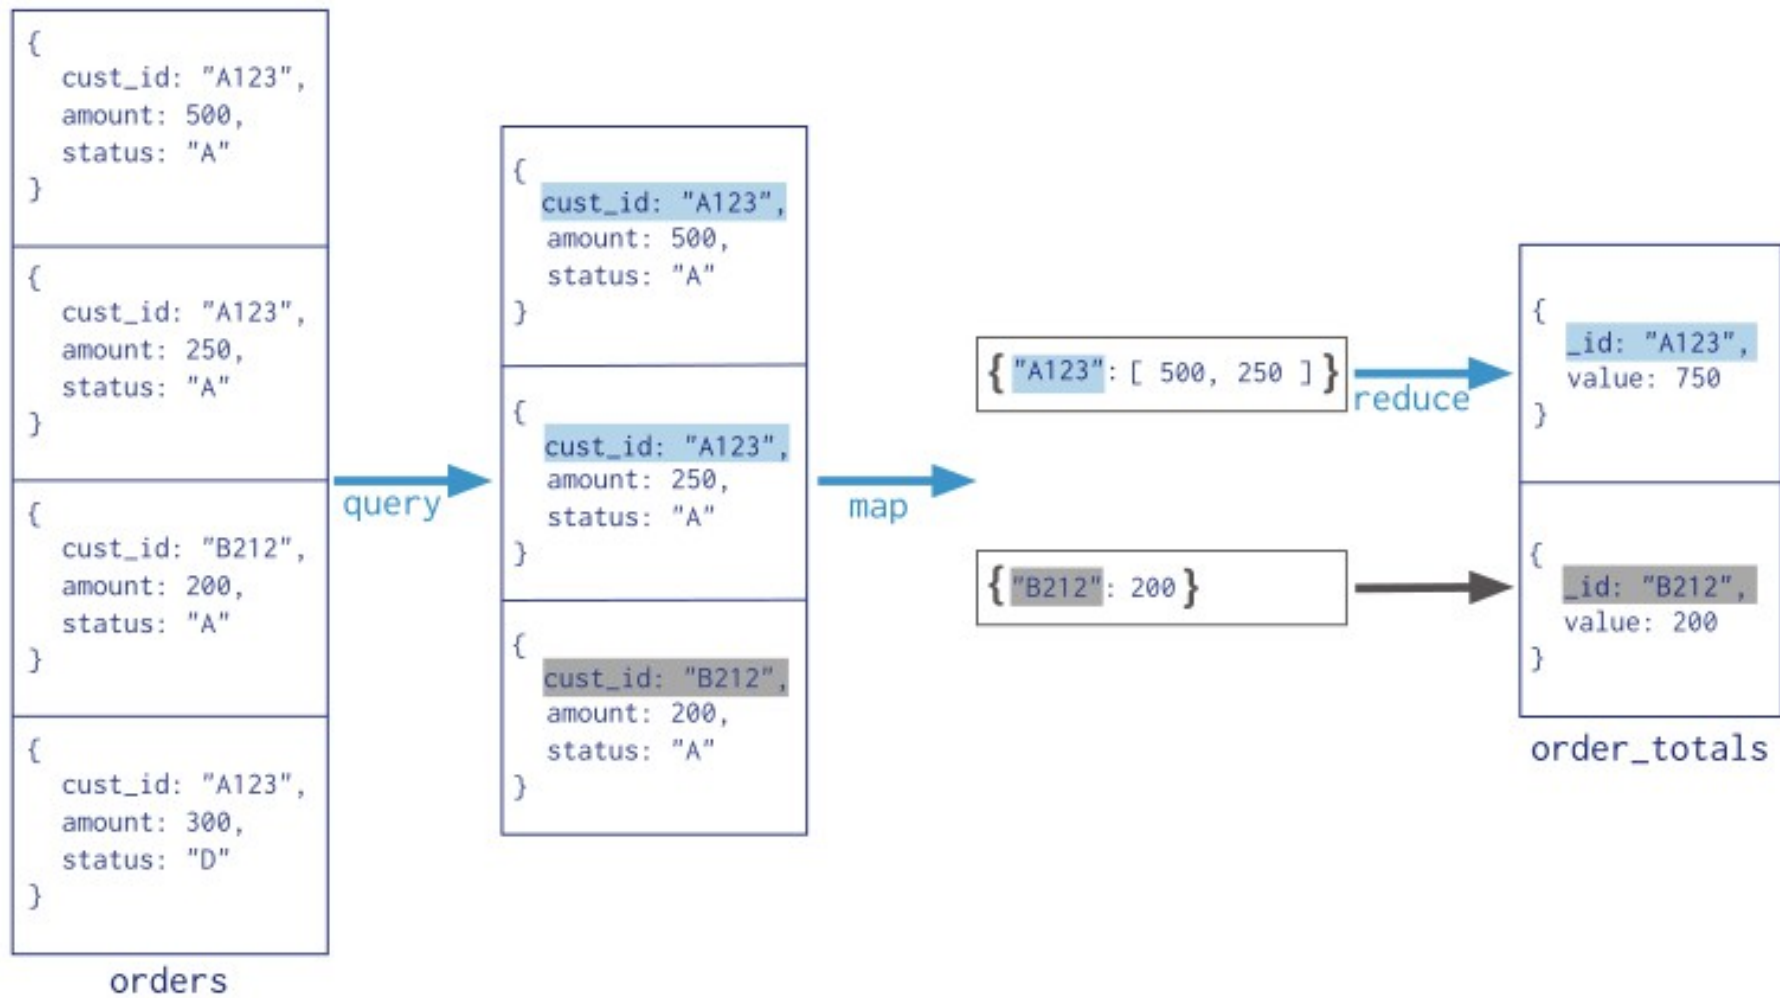 {
cust_id: "A123",
amount: 500,
status: "A"
}
{
cust_id: "A123",
amount: 250,
status: "A"
}
{
cust_id: "B212",
amount: 200,
status: "A"
}
{
cust_id: "A123",
amount: 300,
status: "D"
}
orders
query
{
cust_id: "A123",
amount: 500,
status: "A"
}
{
cust_id: "A123",
amount: 250,
status: "A"
}
{
cust_id: "B212",
amount: 200,
status: "A"
}
map
{ "A123": [ 500, 250 ] }
reduce
{ "B212": 200 }
{
_id: "A123",
value: 750
}
{
_id: "B212",
value: 200
}
order_totals